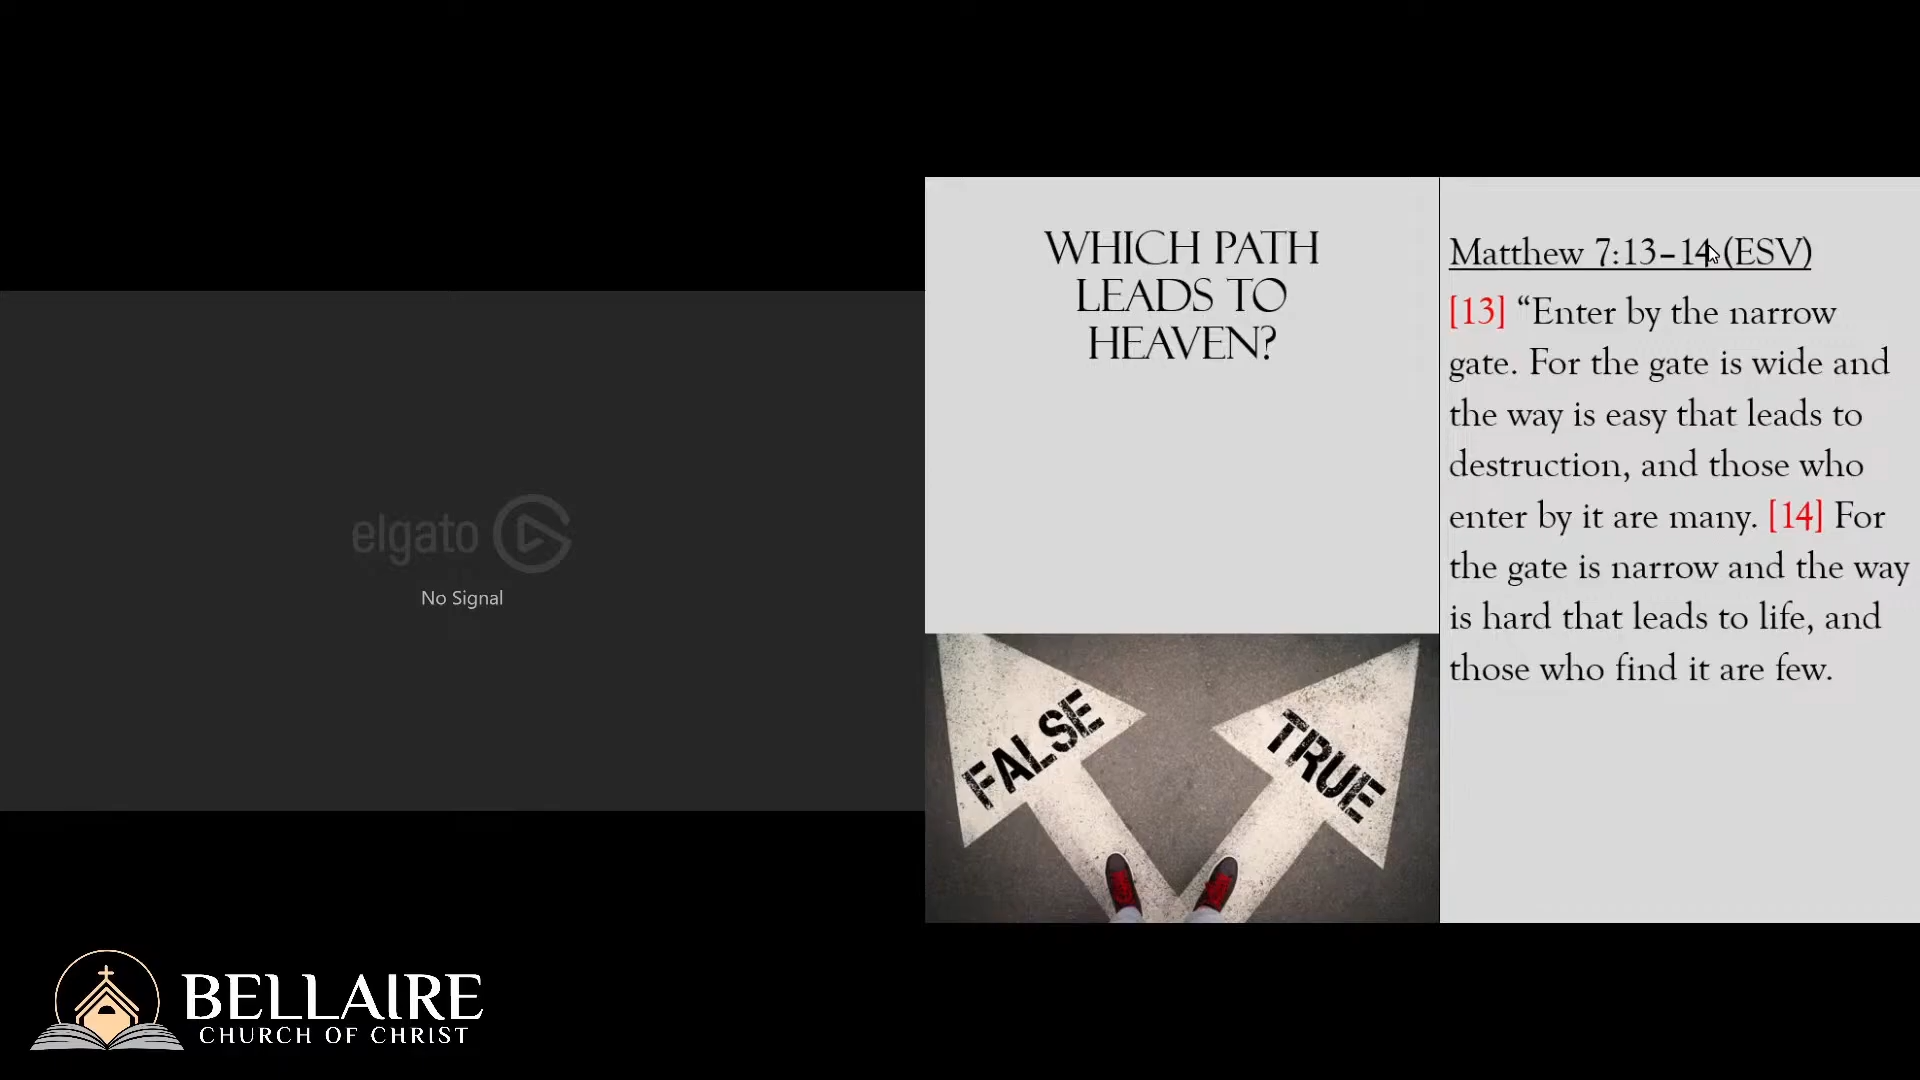 elgato
No Signal
WHICH PATH
LEADS TO
HEAVEN?
FALSE
TRUE
Matthew 7:13–14 (ESV)
[13] “Enter by the narrow
gate. For the gate is wide and
the way is easy that leads to
destruction, and those who
enter by it are many. [14] For
the gate is narrow and the way
is hard that leads to life, and
those who find it are few.
BELLAIRE
CHURCH OF CHRIST